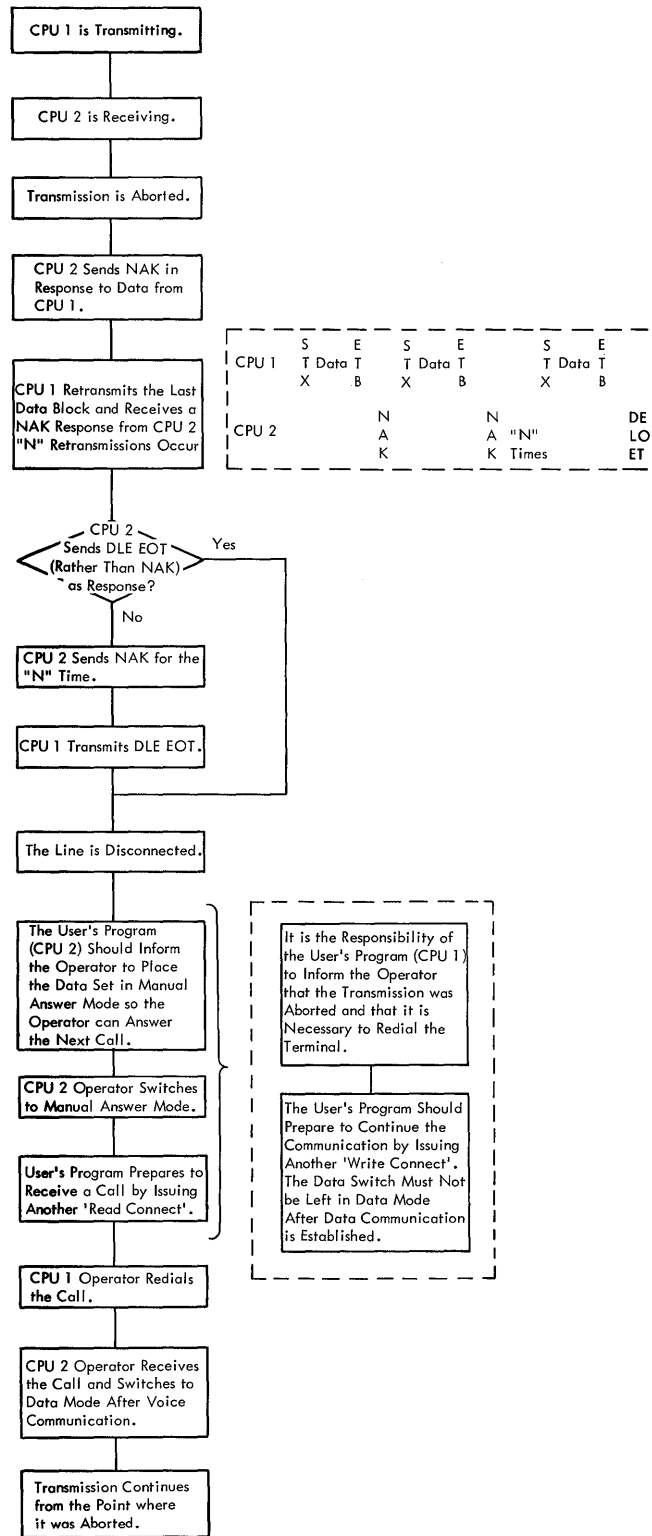 CPU 1 is Transmitting.
CPU 2 is Receiving.
Transmission is Aborted.
CPU 2 Sends NAK in
Response to Data from
CPU 1.
CPU 1 Retransmits the Last
Data Block and Receives a
NAK Response from CPU 2
"N" Retransmissions Occur
S E S E S E
CPU 1 T Data T T Data T T Data T
X B X B X B
N N DE
CPU 2 A A "N" LO
K K Times ET
CPU 2
Sends DLE EOT
(Rather Than NAK)
as Response?
Yes
No
CPU 2 Sends NAK for the
"N" Time.
CPU 1 Transmits DLE EOT.
The Line is Disconnected.
The User's Program
(CPU 2) Should Inform
the Operator to Place
the Data Set in Manual
Answer Mode so the
Operator can Answer
the Next Call.
CPU 2 Operator Switches
to Manual Answer Mode.
User's Program Prepares to
Receive a Call by Issuing
Another 'Read Connect'.
It is the Responsibility of
the User's Program (CPU 1)
to Inform the Operator
that the Transmission was
Aborted and that it is
Necessary to Redial the
Terminal.
The User's Program Should
Prepare to Continue the
Communication by Issuing
Another 'Write Connect'.
The Data Switch Must Not
be Left in Data Mode
After Data Communication
is Established.
CPU 1 Operator Redials
the Call.
CPU 2 Operator Receives
the Call and Switches to
Data Mode After Voice
Communication.
Transmission Continues
from the Point where
it was Aborted.